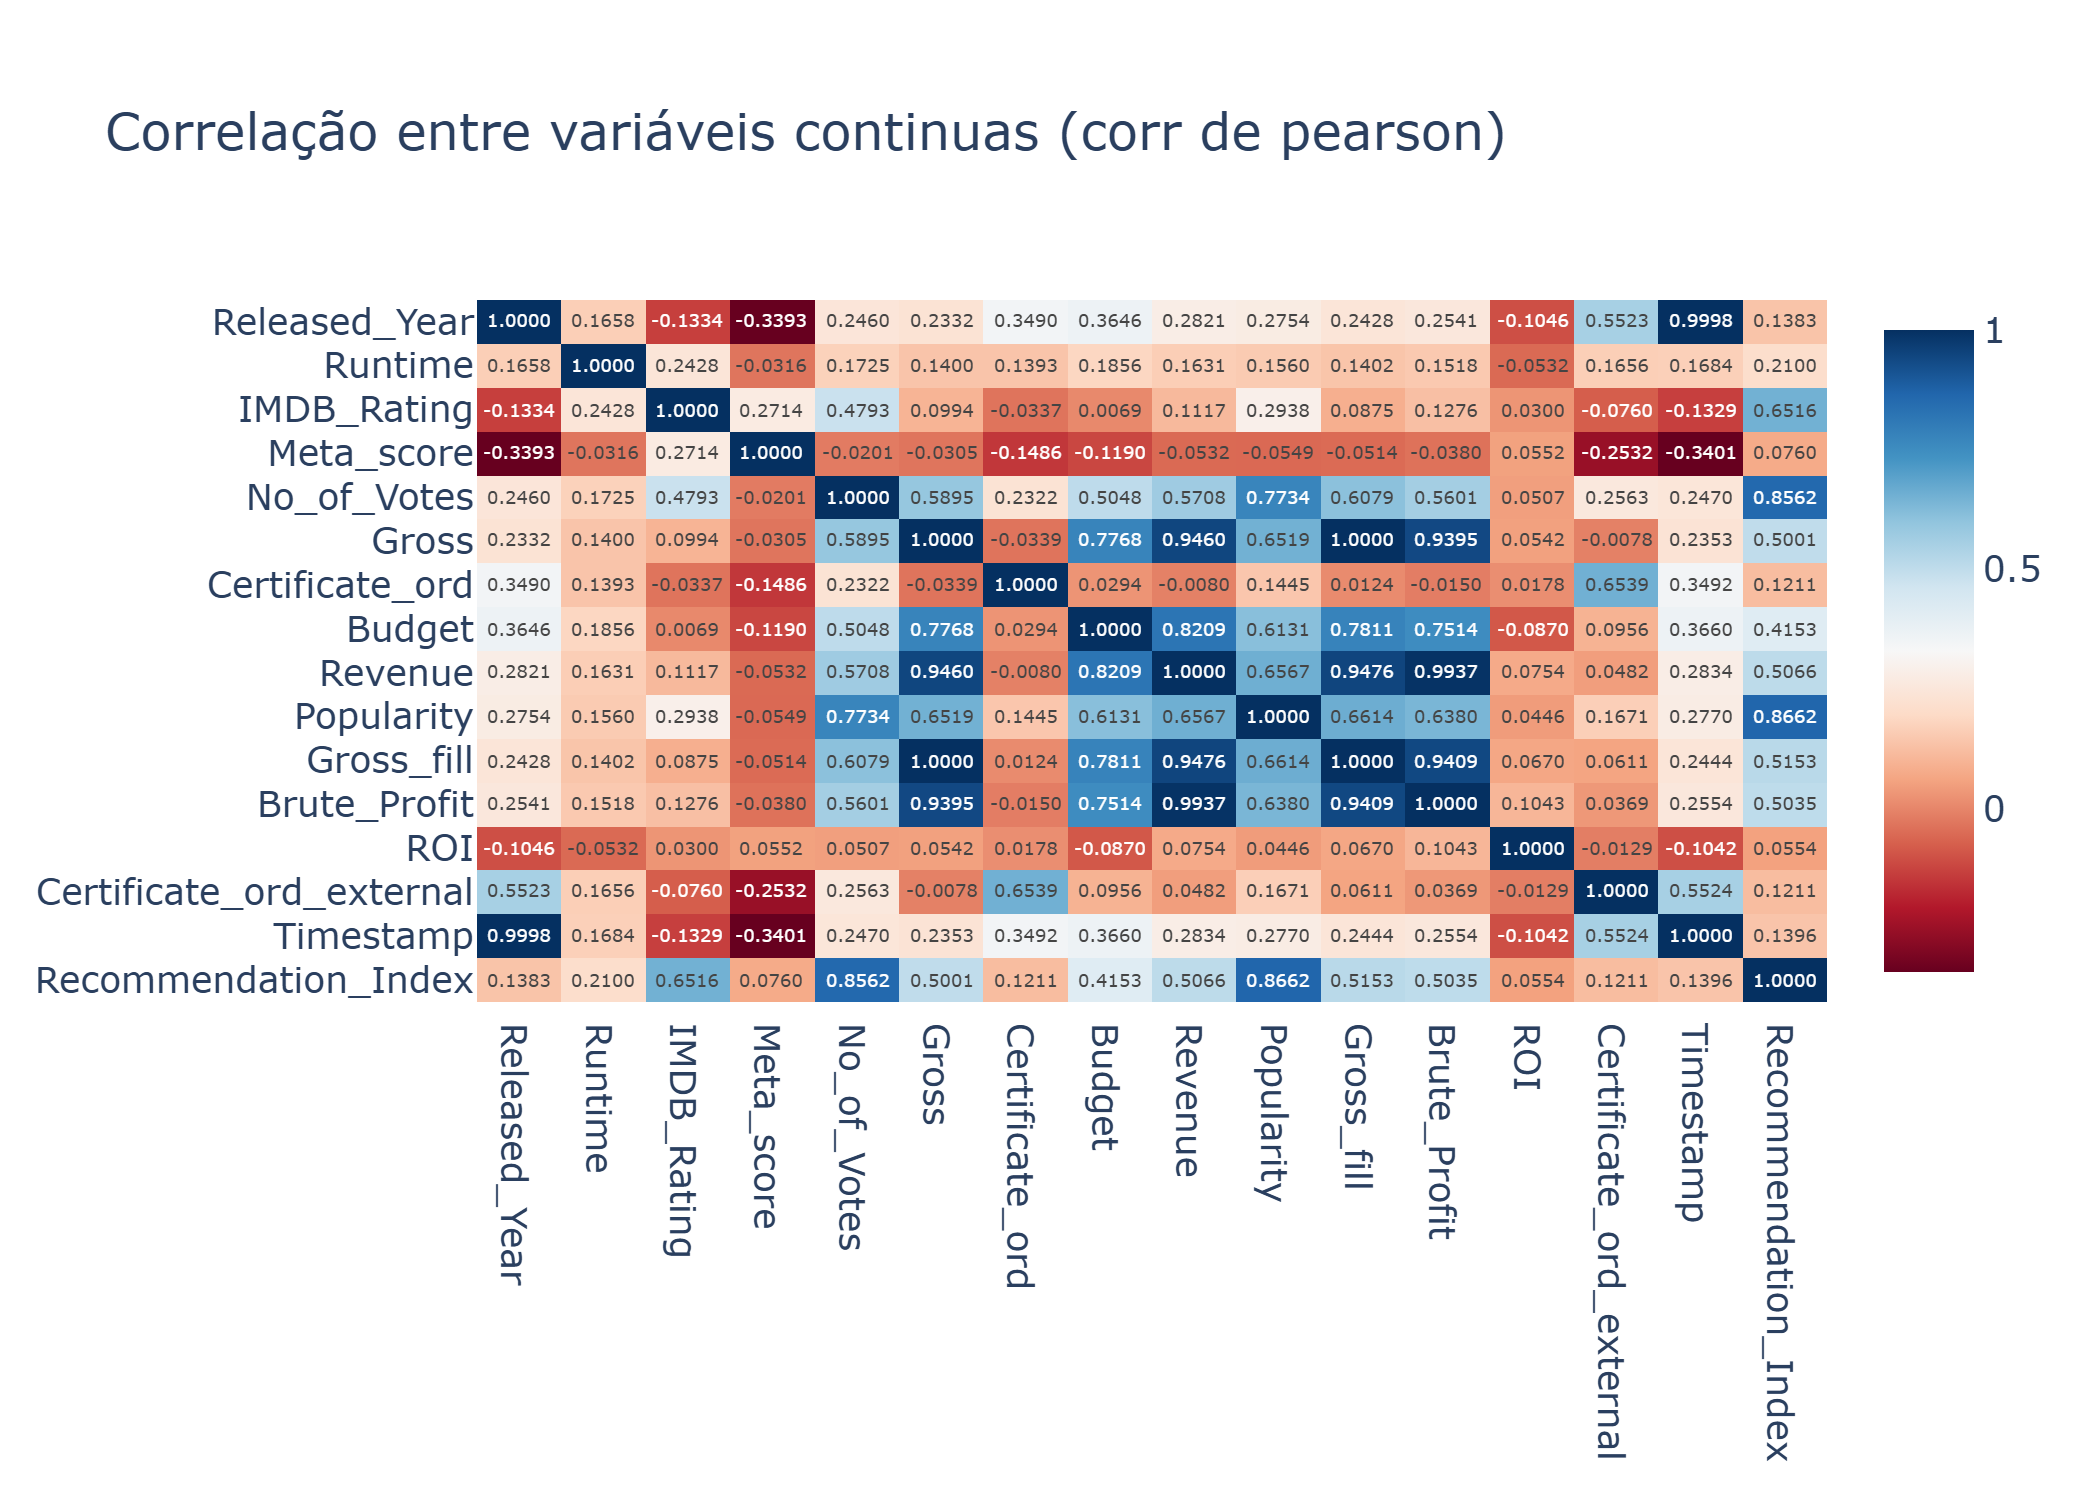 Correlação entre variáveis continuas (corr de pearson)
Released_Year 1.0000 0.1658 -0.1334 -0.3393 0.2460 0.2332 0.3490 0.3646 0.2821 0.2754 0.2428 0.2541 -0.1046 0.5523 0.9998 0.1383
Runtime 0.1658 1.0000 0.2428 -0.0316 0.1725 0.1400 0.1393 0.1856 0.1631 0.1560 0.1402 0.1518 -0.0532 0.1656 0.1684 0.2100
IMDB_Rating -0.1334 0.2428 1.0000 0.2714 0.4793 0.0994 -0.0337 0.0069 0.1117 0.2938 0.0875 0.1276 0.0300 -0.0760 -0.1329 0.6516
Meta_score -0.3393 -0.0316 0.2714 1.0000 -0.0201 -0.0305 -0.1486 -0.1190 -0.0532 -0.0549 -0.0514 -0.0380 0.0552 -0.2532 -0.3401 0.0760
No_of_Votes 0.2460 0.1725 0.4793 -0.0201 1.0000 0.5895 0.2322 0.5048 0.5708 0.7734 0.6079 0.5601 0.0507 0.2563 0.2470 0.8562
Gross 0.2332 0.1400 0.0994 -0.0305 0.5895 1.0000 -0.0339 0.7768 0.9460 0.6519 1.0000 0.9395 0.0542 -0.0078 0.2353 0.5001
Certificate_ord 0.3490 0.1393 -0.0337 -0.1486 0.2322 -0.0339 1.0000 0.0294 -0.0080 0.1445 0.0124 -0.0150 0.0178 0.6539 0.3492 0.1211
Budget 0.3646 0.1856 0.0069 -0.1190 0.5048 0.7768 0.0294 1.0000 0.8209 0.6131 0.7811 0.7514 -0.0870 0.0956 0.3660 0.4153
Revenue 0.2821 0.1631 0.1117 -0.0532 0.5708 0.9460 -0.0080 0.8209 1.0000 0.6567 0.9476 0.9937 0.0754 0.0482 0.2834 0.5066
Popularity 0.2754 0.1560 0.2938 -0.0549 0.7734 0.6519 0.1445 0.6131 0.6567 1.0000 0.6614 0.6380 0.0446 0.1671 0.2770 0.8662
Gross_fill 0.2428 0.1402 0.0875 -0.0514 0.6079 1.0000 0.0124 0.7811 0.9476 0.6614 1.0000 0.9409 0.0670 0.0611 0.2444 0.5153
Brute_Profit 0.2541 0.1518 0.1276 -0.0380 0.5601 0.9395 -0.0150 0.7514 0.9937 0.6380 0.9409 1.0000 0.1043 0.0369 0.2554 0.5035
ROI -0.1046 -0.0532 0.0300 0.0552 0.0507 0.0542 0.0178 -0.0870 0.0754 0.0446 0.0670 0.1043 1.0000 -0.0129 -0.1042 0.0554
Certificate_ord_external 0.5523 0.1656 -0.0760 -0.2532 0.2563 -0.0078 0.6539 0.0956 0.0482 0.1671 0.0611 0.0369 -0.0129 1.0000 0.5524 0.1211
Timestamp 0.9998 0.1684 -0.1329 -0.3401 0.2470 0.2353 0.3492 0.3660 0.2834 0.2770 0.2444 0.2554 -0.1042 0.5524 1.0000 0.1396
Recommendation_Index 0.1383 0.2100 0.6516 0.0760 0.8562 0.5001 0.1211 0.4153 0.5066 0.8662 0.5153 0.5035 0.0554 0.1211 0.1396 1.0000
Released_Year
Runtime
IMDB_Rating
Meta_score
No_of_Votes
Gross
Certificate_ord
Budget
Revenue
Popularity
Gross_fill
Brute_Profit
ROI
Certificate_ord_external
Timestamp
Recommendation_Index
1
0.5
0